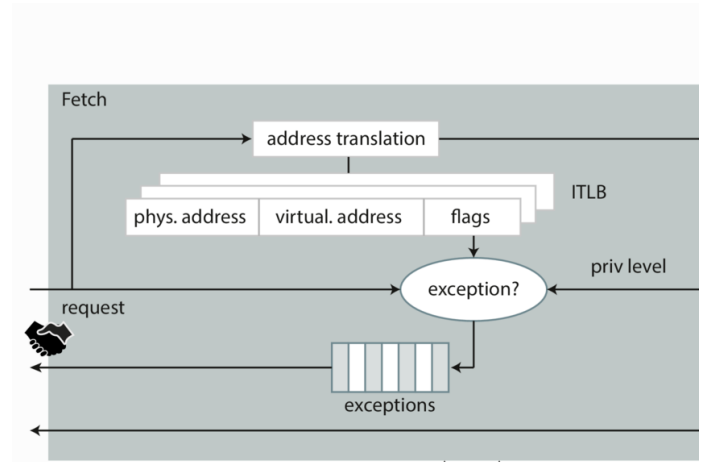 Fetch
address translation
ITLB
phys. address virtual. address flags
priv level
exception?
request
exceptions